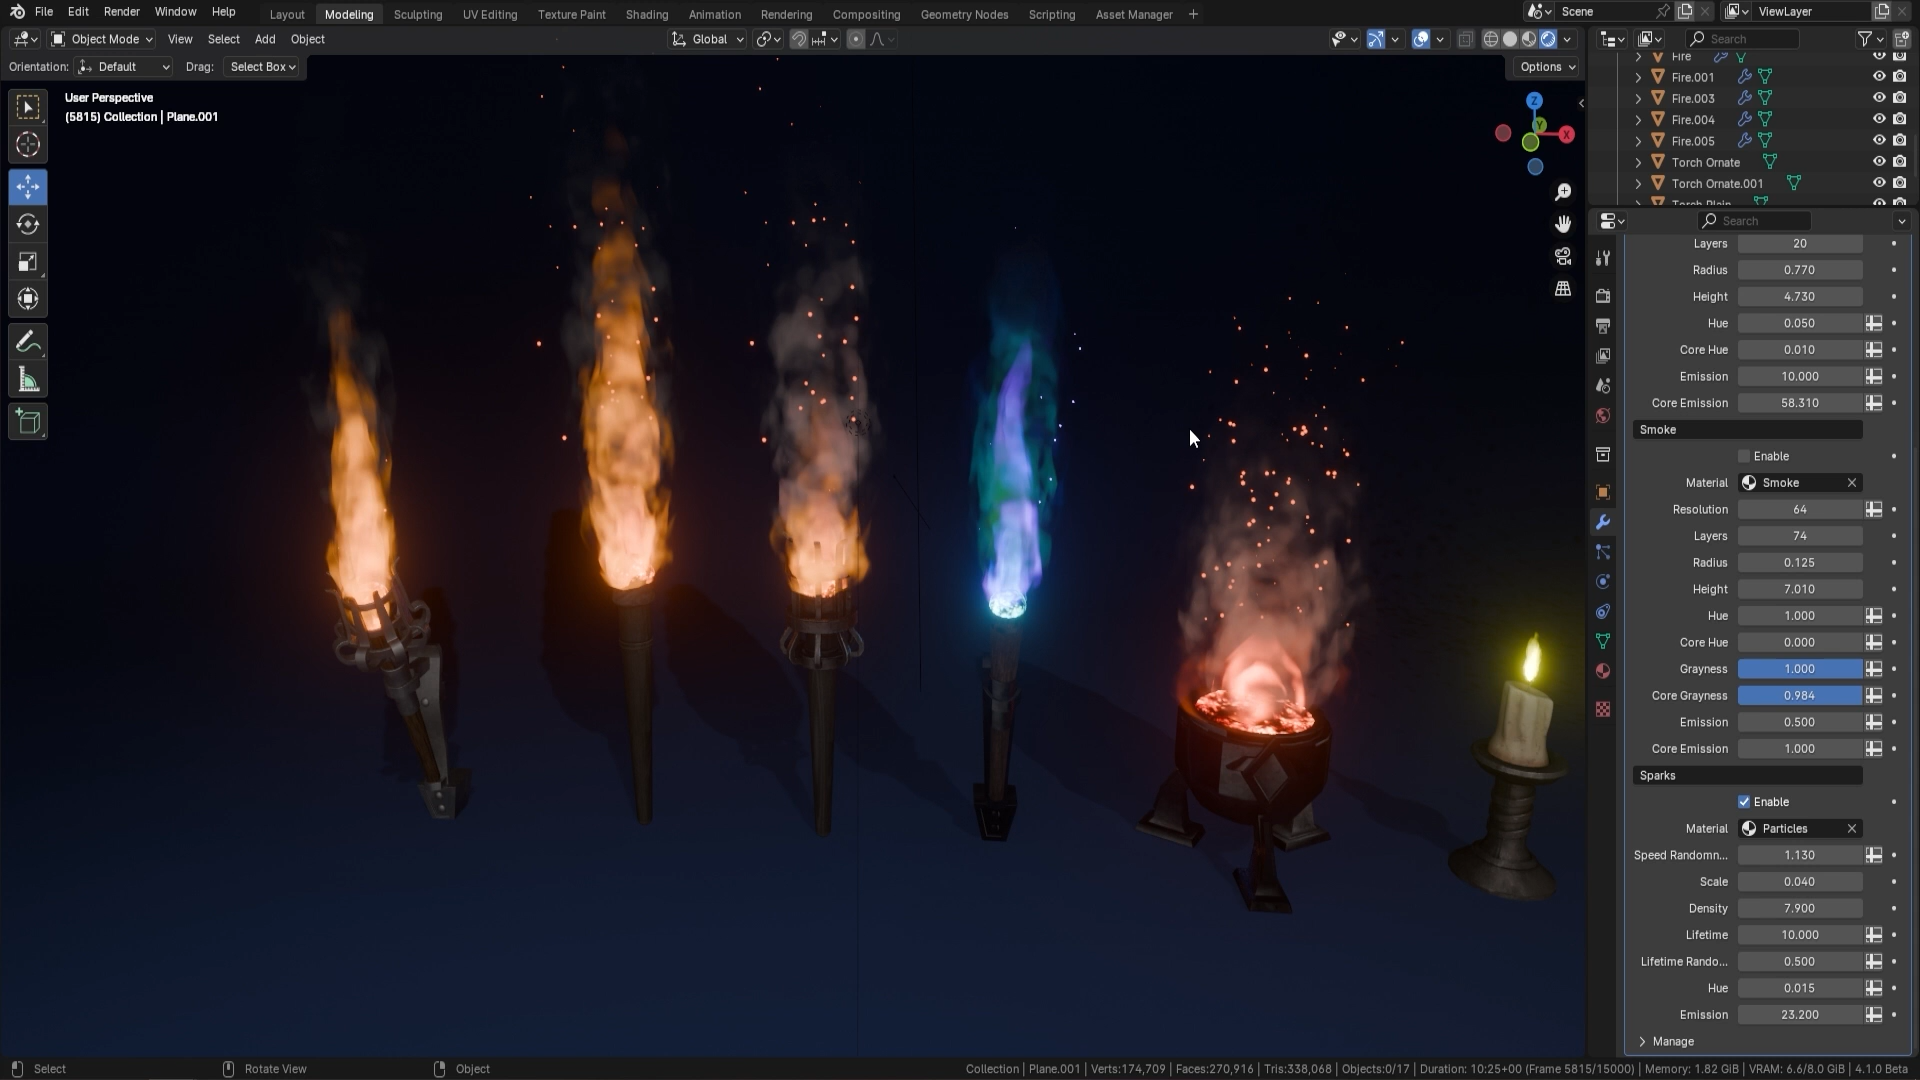 File Edit Render Window Help
Layout Modeling Sculpting UV Editing Texture Paint Shading Animation Rendering Compositing Geometry Nodes Scripting Asset Manager +
Scene
ViewLayer
Object Mode View Select Add Object
Global
Search
Orientation: Default Drag: Select Box
Options
User Perspective
(5815) Collection | Plane.001
Z
Y
X
Fire
Fire.001
Fire.003
Fire.004
Fire.005
Torch Ornate
Torch Ornate.001
Torch Plain
Search
Layers 20
Radius 0.770
Height 4.730
Hue 0.050
Core Hue 0.010
Emission 10.000
Core Emission 58.310
Smoke
Enable
Material Smoke
Resolution 64
Layers 74
Radius 0.125
Height 7.010
Hue 1.000
Core Hue 0.000
Grayness 1.000
Core Grayness 0.984
Emission 0.500
Core Emission 1.000
Sparks
Enable
Material Particles
Speed Randomn... 1.130
Scale 0.040
Density 7.900
Lifetime 10.000
Lifetime Rando... 0.500
Hue 0.015
Emission 23.200
Manage
Select
Rotate View
Object
Collection | Plane.001 | Verts:174,709 | Faces:270,916 | Tris:338,068 | Objects:0/17 | Duration: 10:25+00 (Frame 5815/15000) | Memory: 1.82 GiB | VRAM: 6.6/8.0 GiB | 4.1.0 Beta